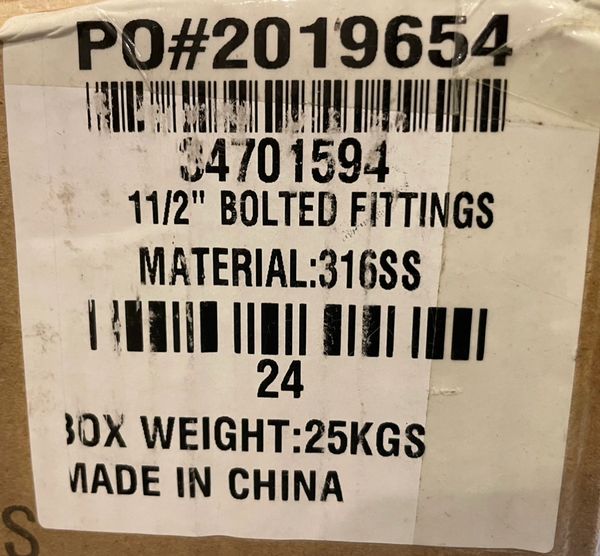 PO#2019654
34701594
11/2" BOLTED FITTINGS
MATERIAL:316SS
24
BOX WEIGHT:25KGS
MADE IN CHINA
S